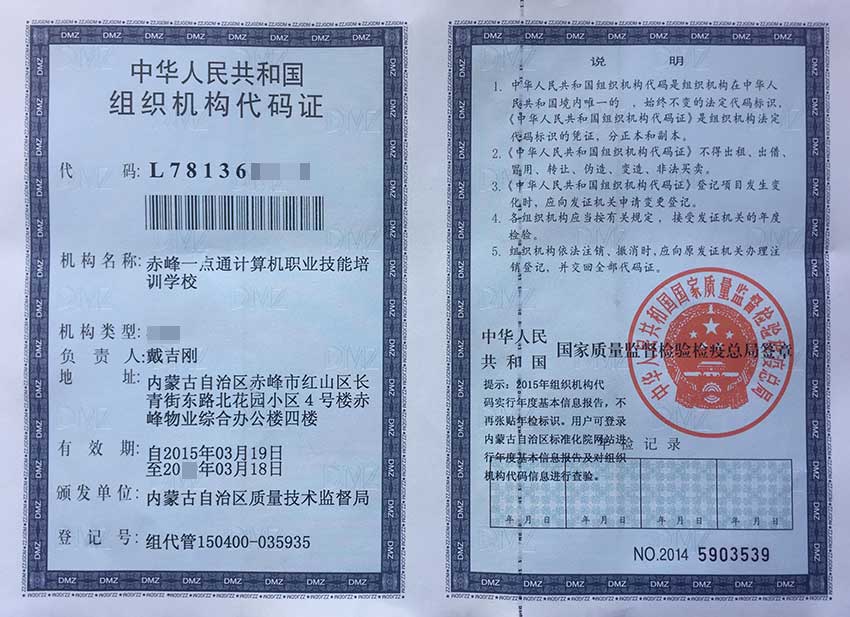 中华人民共和国
组织机构代码证
代 码: L78136
机构名称: 赤峰一点通计算机职业技能培
训学校
机构类型:
负责人: 戴吉刚
地 址: 内蒙古自治区赤峰市红山区长
青街东路北花园小区4号楼赤
峰物业综合办公楼四楼
有效期: 自2015年03月19日
至20 年03月18日
颁发单位: 内蒙古自治区质量技术监督局
登记号: 组代管150400-035935
说 明
1. 中华人民共和国组织机构代码是组织机构在中华人
民共和国境内唯一的 、始终不变的法定代码标识,
《中华人民共和国组织机构代码证》是组织机构法定
代码标识的凭证，分正本和副本。
2.《中华人民共和国组织机构代码证》不得出租、出借、
冒用、转让、伪造、变造、非法买卖。
3.《中华人民共和国组织机构代码证》登记项目发生变
化时，应向发证机关申请变更登记。
4. 各组织机构应当按有关规定，接受发证机关的年度
检验。
5. 组织机构依法注销、撤消时，应向原发证机关办理注
销登记，并交回全部代码证。
中华人民
共和国 国家质量监督检验检疫总局签章
中华人民共和国国家质量监督检验检疫总局
提示：2015年组织机构代
码实行年度基本信息报告，不
再张贴年检标识。用户可登录
内蒙古自治区标准化院网站进
行年度基本信息报告及对组织
机构代码信息进行查验。
年检记录
年 月 日 年 月 日 年 月 日 年 月 日
NO.2014 5903539